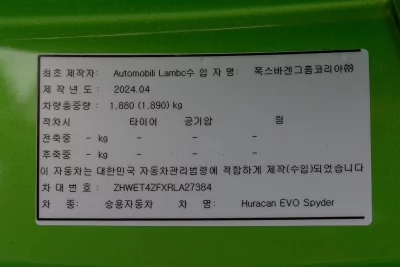 최초 제작자: Automobili Lambc수 입 자 명: 폭스바겐그룹코리아㈜
제 작 년 도 : 2024.04
차량총중량 : 1,880 (1,890) kg
적차시 타이어 공기압 림
전축중 - kg - - -
후축중 - kg - - -
이 자동차는 대한민국 자동차관리법령에 적합하게 제작(수입)되었습니다
차 대 번 호 : ZHWET4ZFXRLA27384
차 종: 승용자동차 차 명: Huracan EVO Spyder